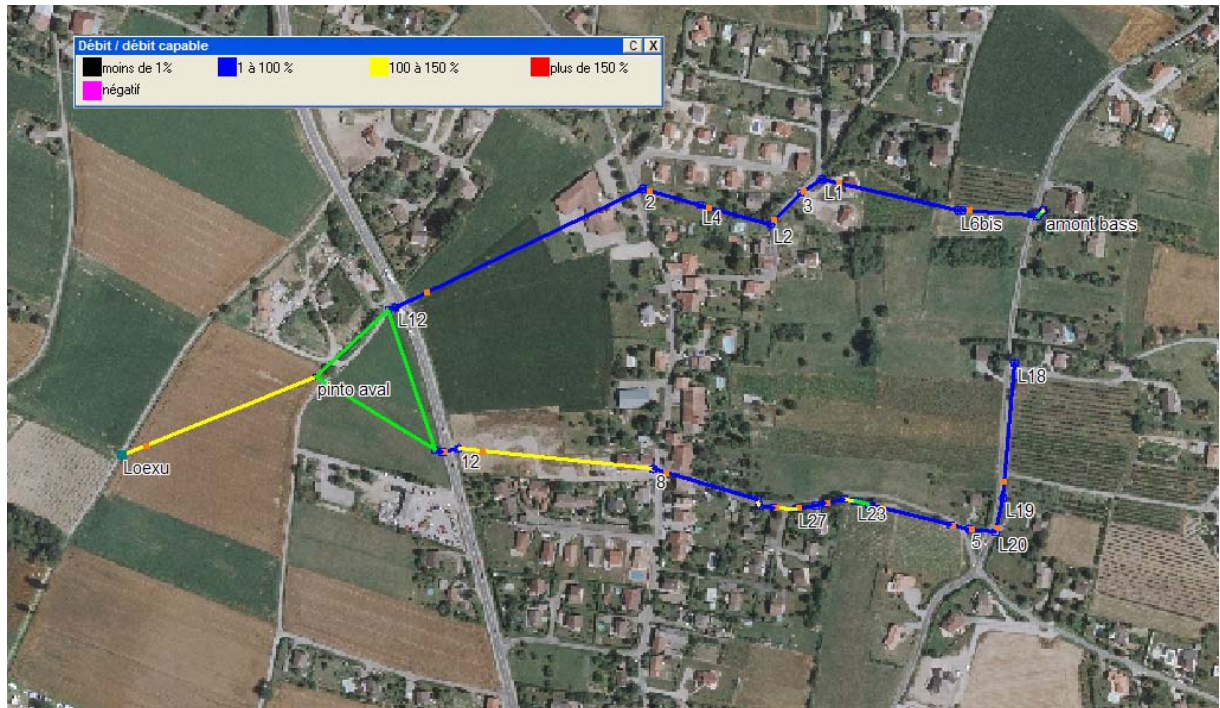 Débit / débit capable
C X
moins de 1% 1 à 100 % 100 à 150 % plus de 150 %
négatif
2
L4
L2
3
L1
L6bis
amont bass
L12
pinto aval
L18
Loexu
12
8
L27
L23
L19
5
L20